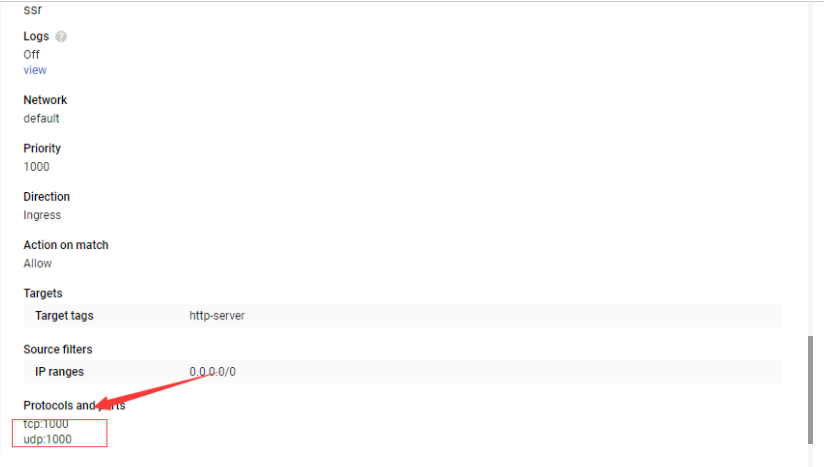 ssr
Logs ?
Off
view
Network
default
Priority
1000
Direction
Ingress
Action on match
Allow
Targets
Target tags http-server
Source filters
IP ranges 0.0.0.0/0
Protocols and ports
tcp:1000
udp:1000